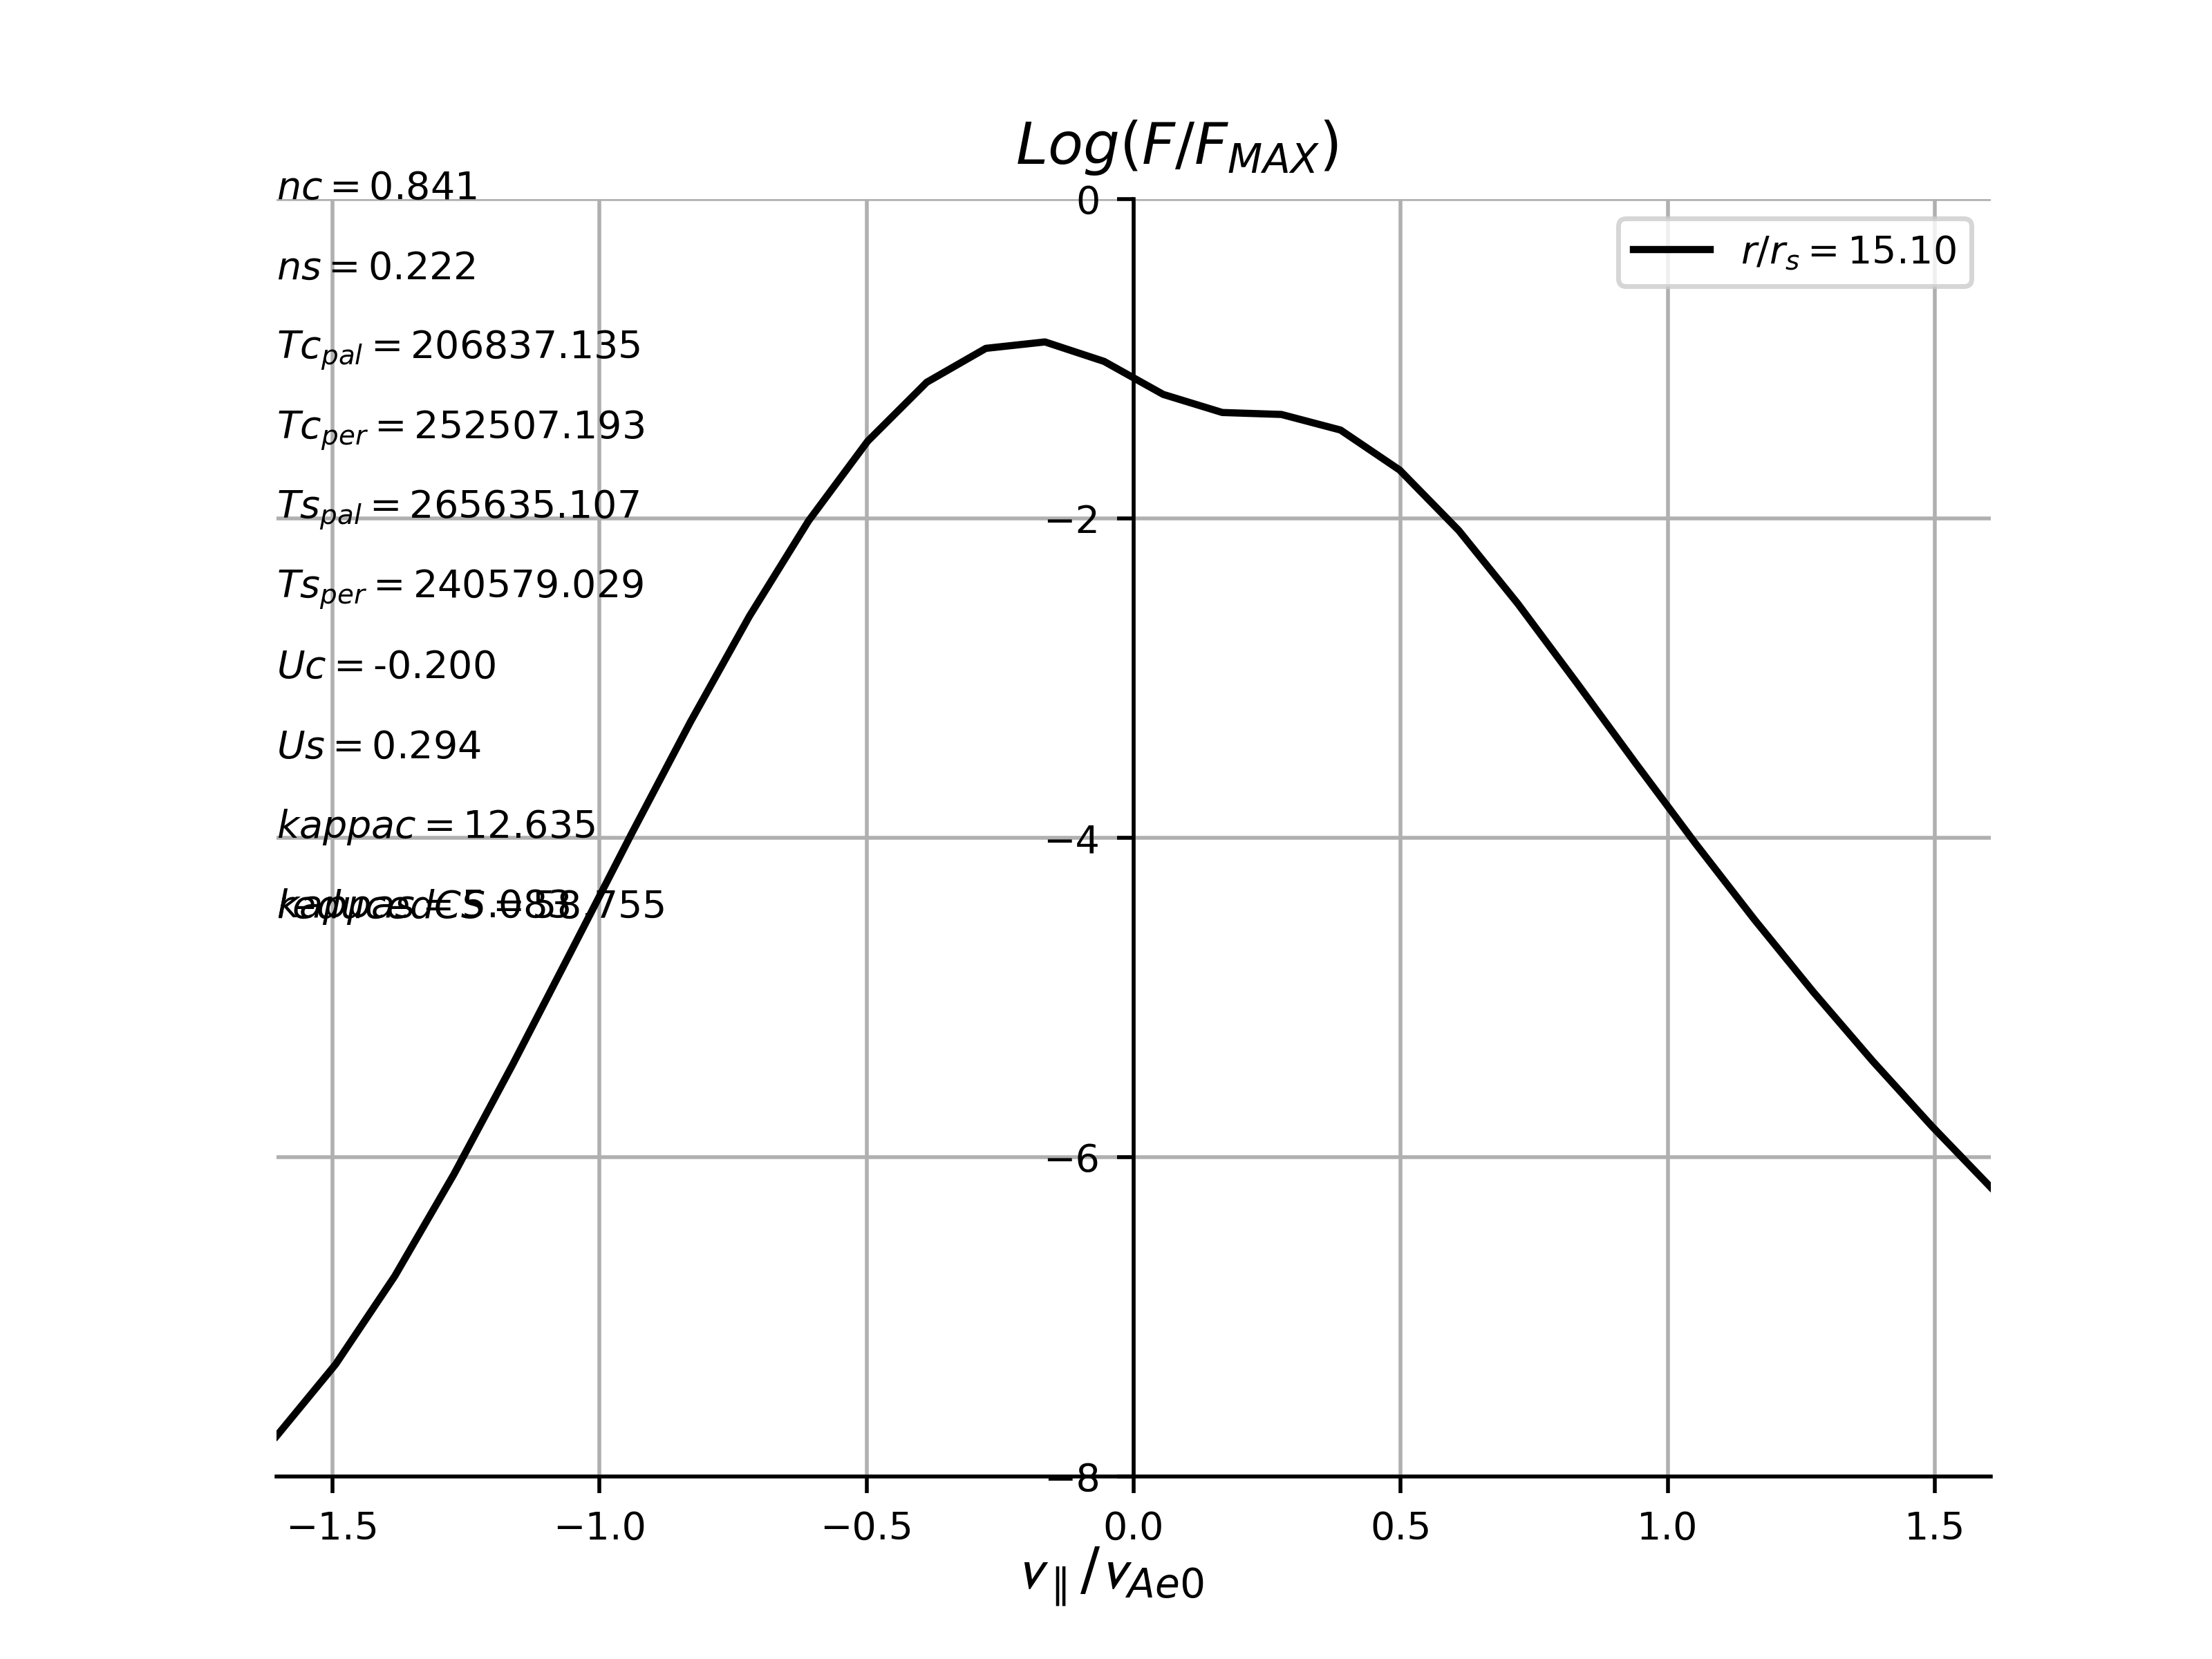 Log(F/F_MAX)
nc = 0.841
ns = 0.222
Tc_pal = 206837.135
Tc_per = 252507.193
Ts_pal = 265635.107
Ts_per = 240579.029
Uc = -0.200
Us = 0.294
kappac = 12.635
r/r_s = 15.10
0
−2
−4
−6
−8
−1.5 −1.0 −0.5 0.0 0.5 1.0 1.5
v_∥/v_Ae0